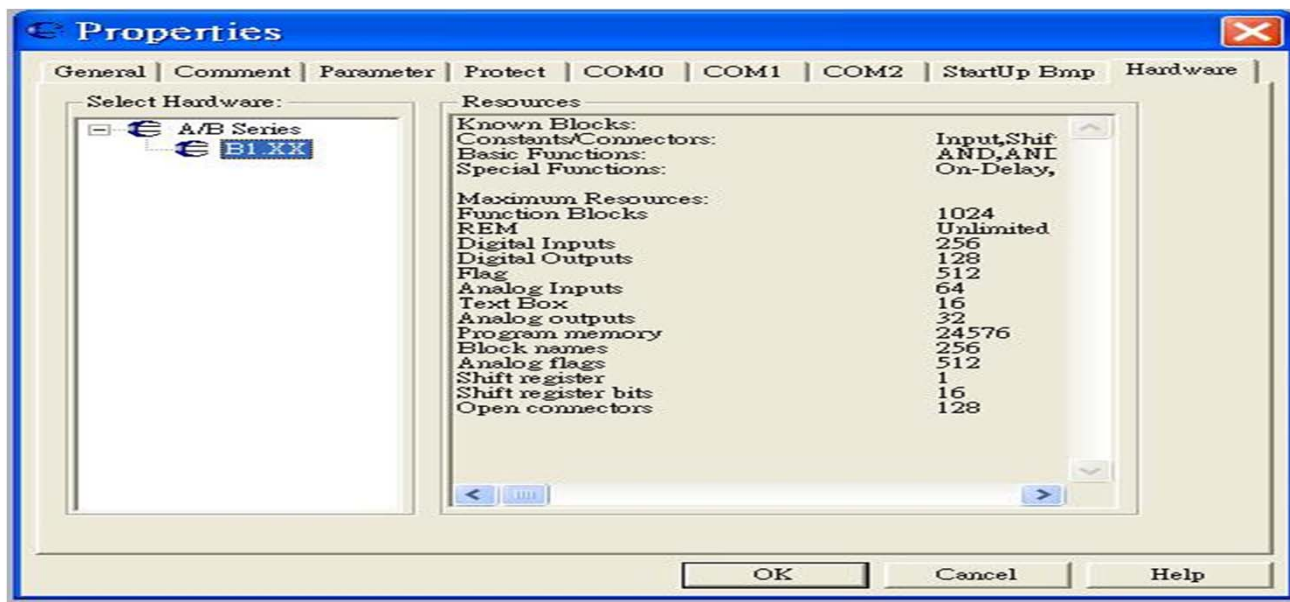 Properties
General Comment Parameter Protect COM0 COM1 COM2 StartUp Bmp Hardware
Select Hardware:
A/B Series
B1.XX
Resources
Known Blocks:
Constants/Connectors: Input,Shif
Basic Functions: AND,AND
Special Functions: On-Delay,
Maximum Resources:
Function Blocks 1024
REM Unlimited
Digital Inputs 256
Digital Outputs 128
Flag 512
Analog Inputs 64
Text Box 16
Analog outputs 32
Program memory 24576
Block names 256
Analog flags 512
Shift register 1
Shift register bits 16
Open connectors 128
OK Cancel Help